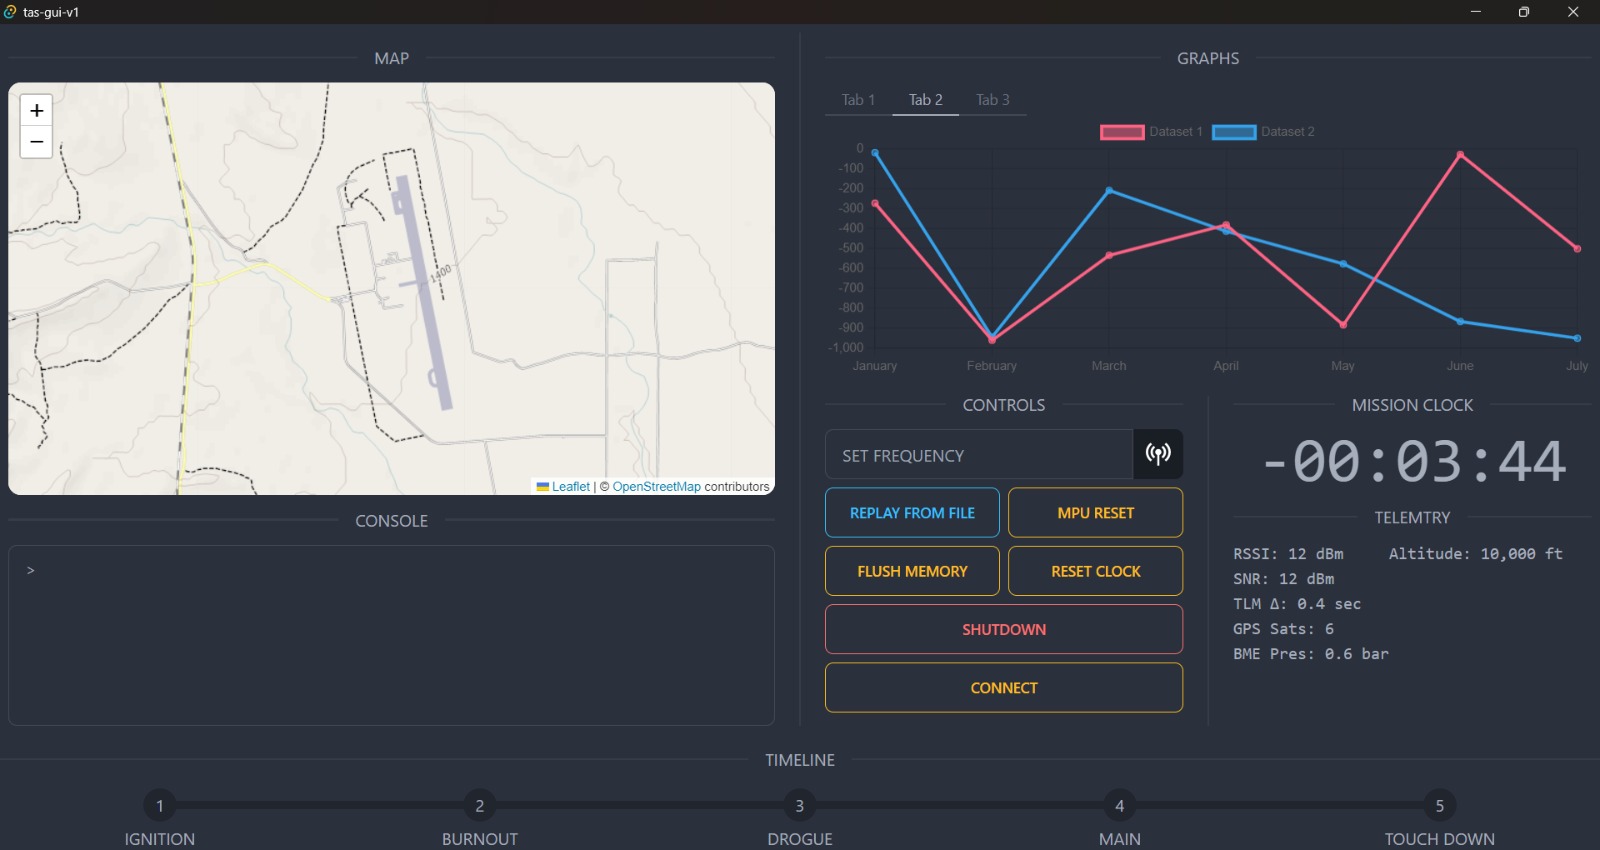 tas-gui-v1
MAP
+
−
1400
Leaflet | © OpenStreetMap contributors
CONSOLE
>
GRAPHS
Tab 1 Tab 2 Tab 3
Dataset 1 Dataset 2
0
-100
-200
-300
-400
-500
-600
-700
-800
-900
-1,000
January February March April May June July
CONTROLS
SET FREQUENCY
REPLAY FROM FILE MPU RESET
FLUSH MEMORY RESET CLOCK
SHUTDOWN
CONNECT
MISSION CLOCK
-00:03:44
TELEMTRY
RSSI: 12 dBm Altitude: 10,000 ft
SNR: 12 dBm
TLM Δ: 0.4 sec
GPS Sats: 6
BME Pres: 0.6 bar
TIMELINE
1 2 3 4 5
IGNITION BURNOUT DROGUE MAIN TOUCH DOWN